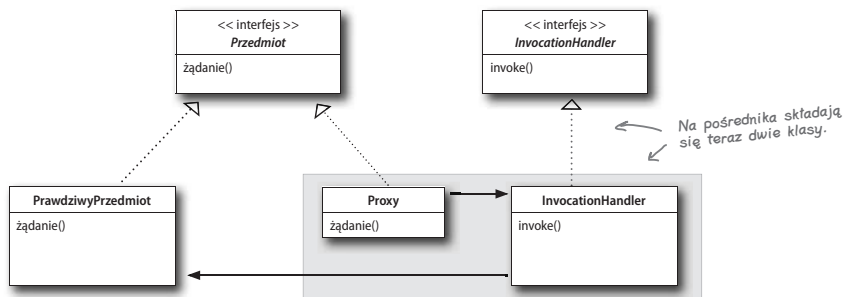 << interfejs >>
Przedmiot
żądanie()
<< interfejs >>
InvocationHandler
invoke()
Na pośrednika składają
się teraz dwie klasy.
PrawdziwyPrzedmiot
żądanie()
Proxy
żądanie()
InvocationHandler
invoke()